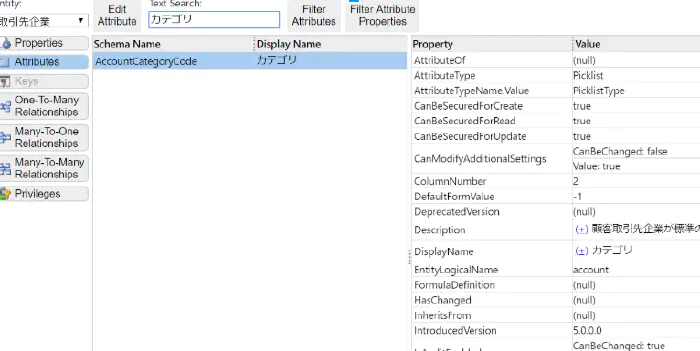 ntity:
取引先企業
Edit
Attribute
Text Search:
カテゴリ
Filter
Attributes
Filter Attribute
Properties
Properties
Attributes
Keys
One-To-Many
Relationships
Many-To-One
Relationships
Many-To-Many
Relationships
Privileges
Schema Name Display Name
AccountCategoryCode カテゴリ
Property Value
AttributeOf (null)
AttributeType Picklist
AttributeTypeName.Value PicklistType
CanBeSecuredForCreate true
CanBeSecuredForRead true
CanBeSecuredForUpdate true
CanModifyAdditionalSettings CanBeChanged: false
Value: true
ColumnNumber 2
DefaultFormValue -1
DeprecatedVersion (null)
Description (+) 顧客取引先企業が標準の
DisplayName (+) カテゴリ
EntityLogicalName account
FormulaDefinition (null)
HasChanged (null)
InheritsFrom (null)
IntroducedVersion 5.0.0.0
CanBeChanged: true